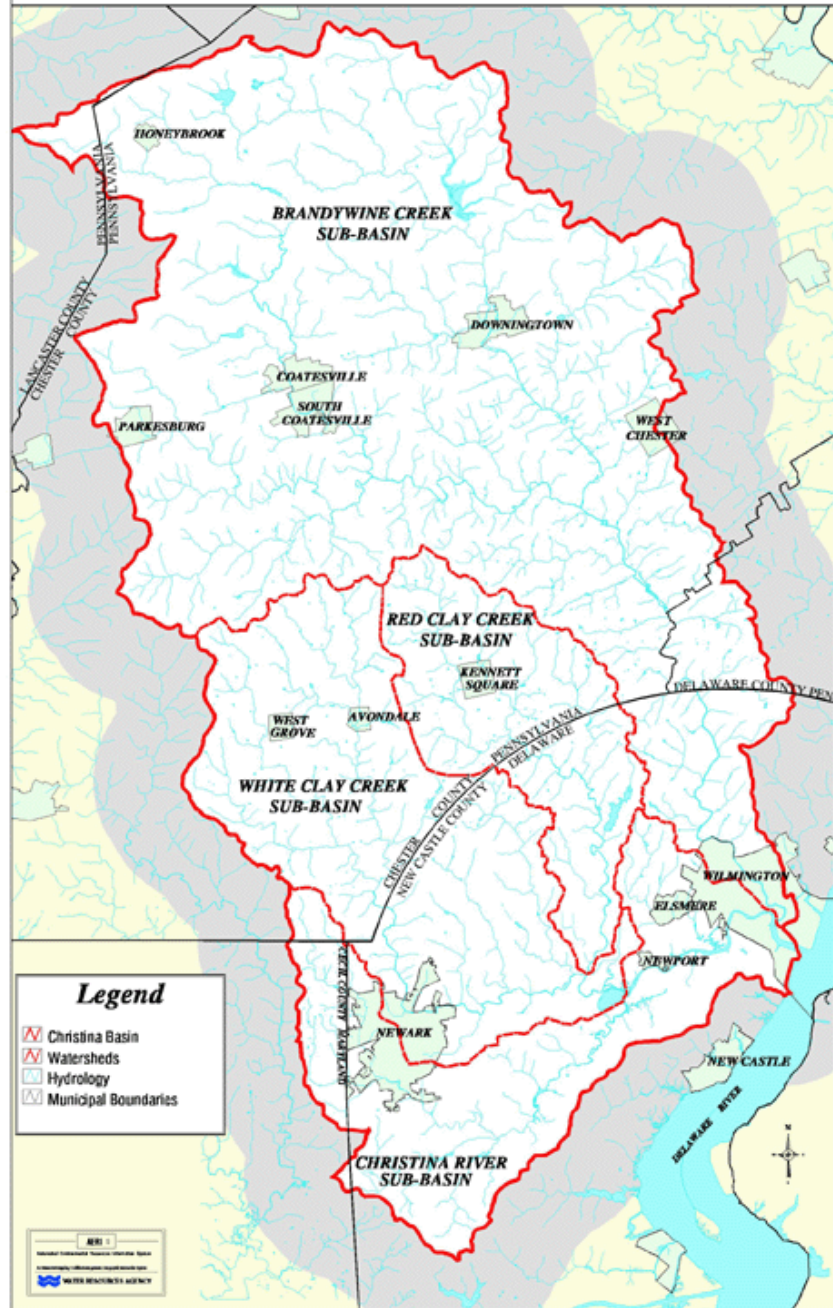 HONEYBROOK
PENNSYLVANIA
PENNSYLVANIA
BRANDYWINE CREEK
SUB-BASIN
LANCASTER COUNTY
CHESTER COUNTY
DOWNINGTOWN
COATESVILLE
SOUTH
COATESVILLE
PARKESBURG
WEST
CHESTER
RED CLAY CREEK
SUB-BASIN
KENNETT
SQUARE
DELAWARE COUNTY PEN
PENNSYLVANIA
DELAWARE
WEST
GROVE
AVONDALE
WHITE CLAY CREEK
SUB-BASIN
CHESTER COUNTY
NEW CASTLE COUNTY
WILMINGTON
ELSMERE
NEWPORT
CECIL COUNTY MARYLAND
NEWARK
NEW CASTLE
DELAWARE RIVER
N
CHRISTINA RIVER
SUB-BASIN
Legend
Christina Basin
Watersheds
Hydrology
Municipal Boundaries
WATER RESOURCES AGENCY